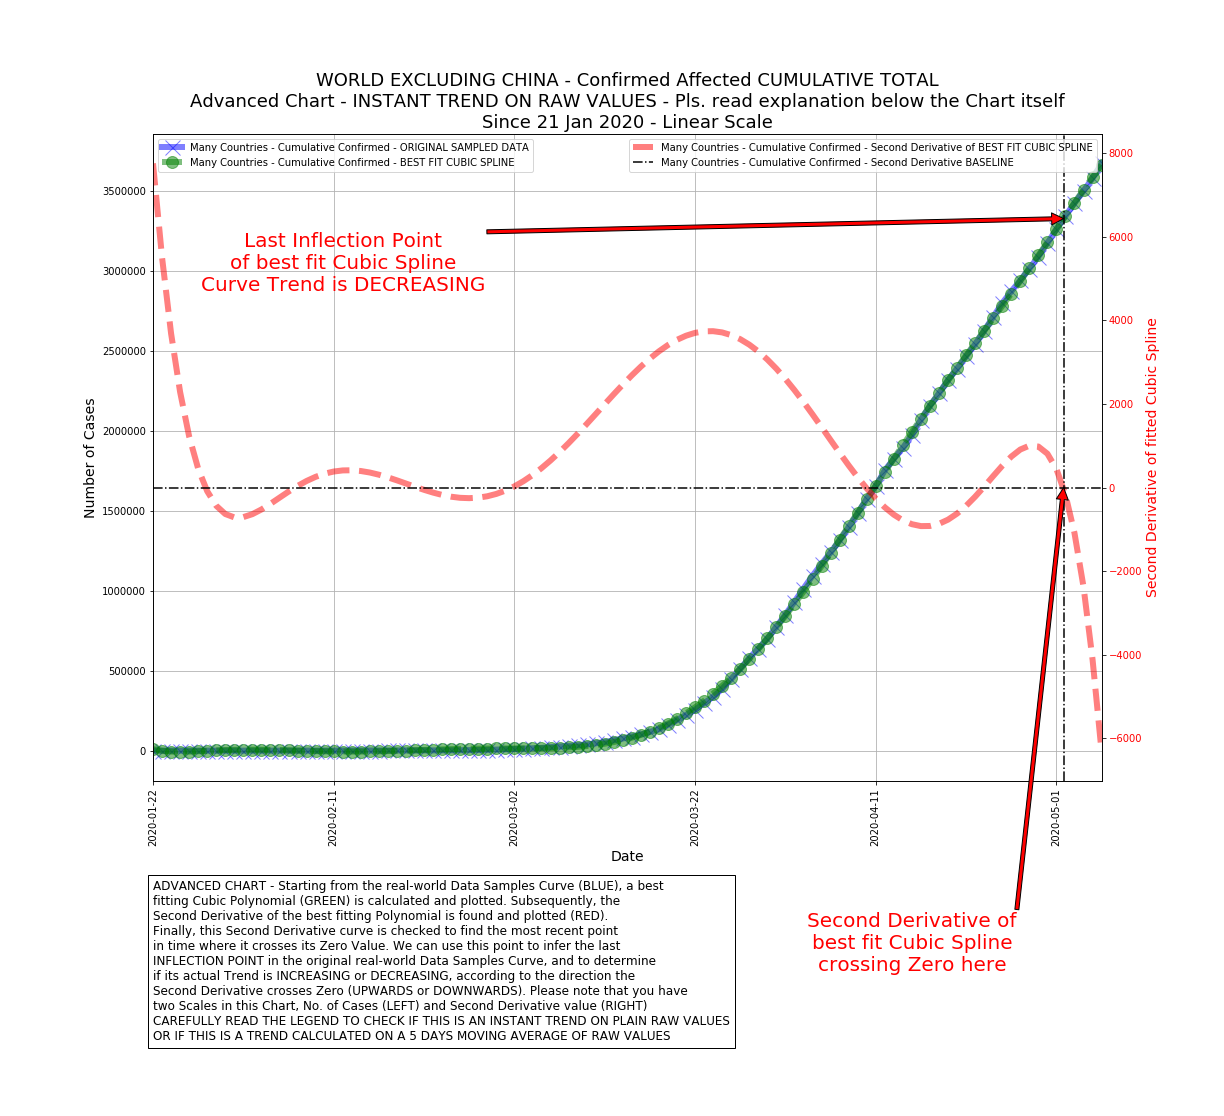 WORLD EXCLUDING CHINA - Confirmed Affected CUMULATIVE TOTAL
Advanced Chart - INSTANT TREND ON RAW VALUES - Pls. read explanation below the Chart itself
Since 21 Jan 2020 - Linear Scale
Many Countries - Cumulative Confirmed - ORIGINAL SAMPLED DATA
Many Countries - Cumulative Confirmed - BEST FIT CUBIC SPLINE
Many Countries - Cumulative Confirmed - Second Derivative of BEST FIT CUBIC SPLINE
Many Countries - Cumulative Confirmed - Second Derivative BASELINE
Last Inflection Point
of best fit Cubic Spline
Curve Trend is DECREASING
Number of Cases
3500000
3000000
2500000
2000000
1500000
1000000
500000
0
8000
6000
4000
2000
0
−2000
−4000
−6000
Second Derivative of fitted Cubic Spline
2020-01-22
2020-02-11
2020-03-02
2020-03-22
2020-04-11
2020-05-01
Date
ADVANCED CHART - Starting from the real-world Data Samples Curve (BLUE), a best
fitting Cubic Polynomial (GREEN) is calculated and plotted. Subsequently, the
Second Derivative of the best fitting Polynomial is found and plotted (RED).
Finally, this Second Derivative curve is checked to find the most recent point
in time where it crosses its Zero Value. We can use this point to infer the last
INFLECTION POINT in the original real-world Data Samples Curve, and to determine
if its actual Trend is INCREASING or DECREASING, according to the direction the
Second Derivative crosses Zero (UPWARDS or DOWNWARDS). Please note that you have
two Scales in this Chart, No. of Cases (LEFT) and Second Derivative value (RIGHT)
CAREFULLY READ THE LEGEND TO CHECK IF THIS IS AN INSTANT TREND ON PLAIN RAW VALUES
OR IF THIS IS A TREND CALCULATED ON A 5 DAYS MOVING AVERAGE OF RAW VALUES
Second Derivative of
best fit Cubic Spline
crossing Zero here